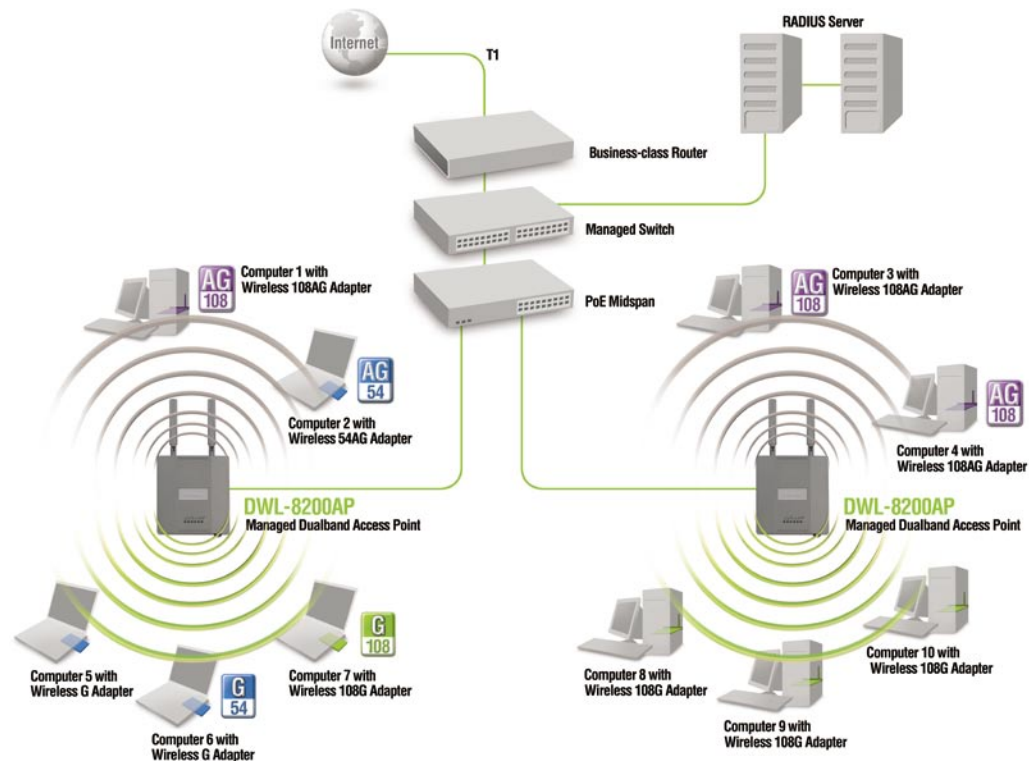 Internet
T1
RADIUS Server
Business-class Router
Managed Switch
PoE Midspan
AG
108
Computer 1 with
Wireless 108AG Adapter
AG
54
Computer 2 with
Wireless 54AG Adapter
DWL-8200AP
Managed Dualband Access Point
Computer 5 with
Wireless G Adapter
G
54
Computer 6 with
Wireless G Adapter
G
108
Computer 7 with
Wireless 108G Adapter
AG
108
Computer 3 with
Wireless 108AG Adapter
AG
108
Computer 4 with
Wireless 108AG Adapter
DWL-8200AP
Managed Dualband Access Point
Computer 8 with
Wireless 108G Adapter
Computer 9 with
Wireless 108G Adapter
Computer 10 with
Wireless 108G Adapter